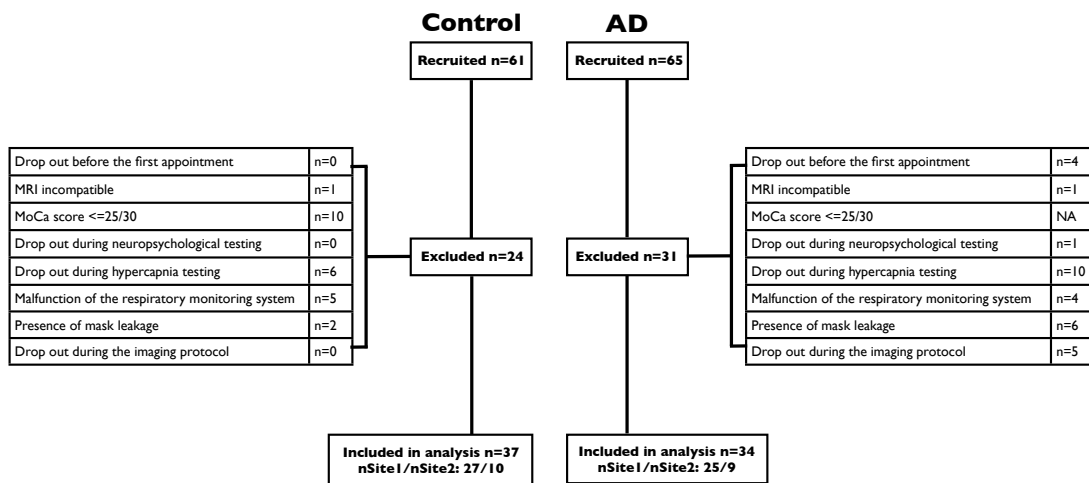 Control
AD
Recruited n=61
Recruited n=65
Drop out before the first appointment n=0
MRI incompatible n=1
MoCa score <=25/30 n=10
Drop out during neuropsychological testing n=0
Drop out during hypercapnia testing n=6
Malfunction of the respiratory monitoring system n=5
Presence of mask leakage n=2
Drop out during the imaging protocol n=0
Excluded n=24
Excluded n=31
Drop out before the first appointment n=4
MRI incompatible n=1
MoCa score <=25/30 NA
Drop out during neuropsychological testing n=1
Drop out during hypercapnia testing n=10
Malfunction of the respiratory monitoring system n=4
Presence of mask leakage n=6
Drop out during the imaging protocol n=5
Included in analysis n=37
nSite1/nSite2: 27/10
Included in analysis n=34
nSite1/nSite2: 25/9